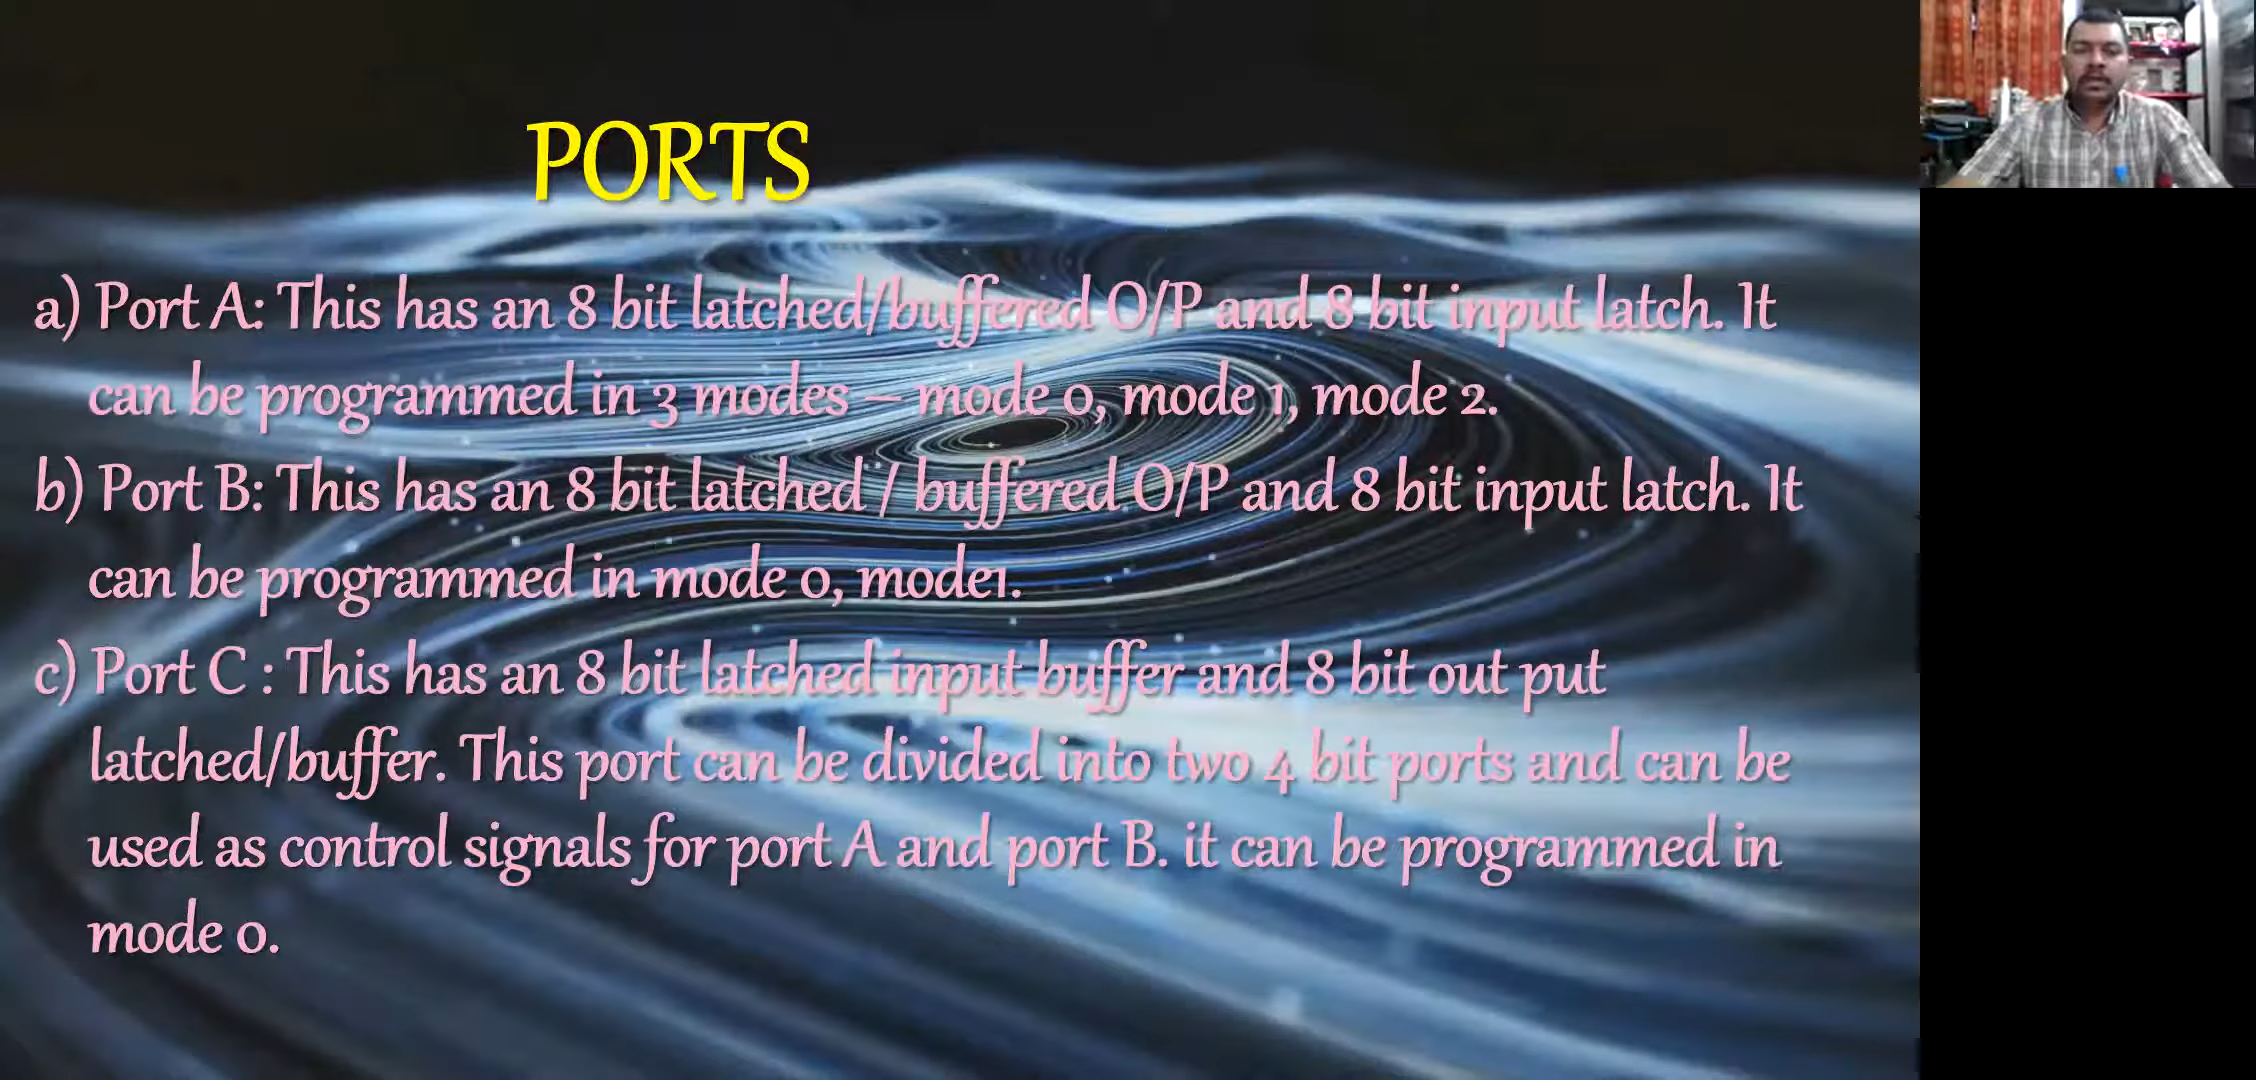 PORTS
a) Port A: This has an 8 bit latched/buffered O/P and 8 bit input latch. It
can be programmed in 3 modes – mode 0, mode 1, mode 2.
b) Port B: This has an 8 bit latched / buffered O/P and 8 bit input latch. It
can be programmed in mode 0, mode1.
c) Port C : This has an 8 bit latched input buffer and 8 bit out put
latched/buffer. This port can be divided into two 4 bit ports and can be
used as control signals for port A and port B. it can be programmed in
mode 0.